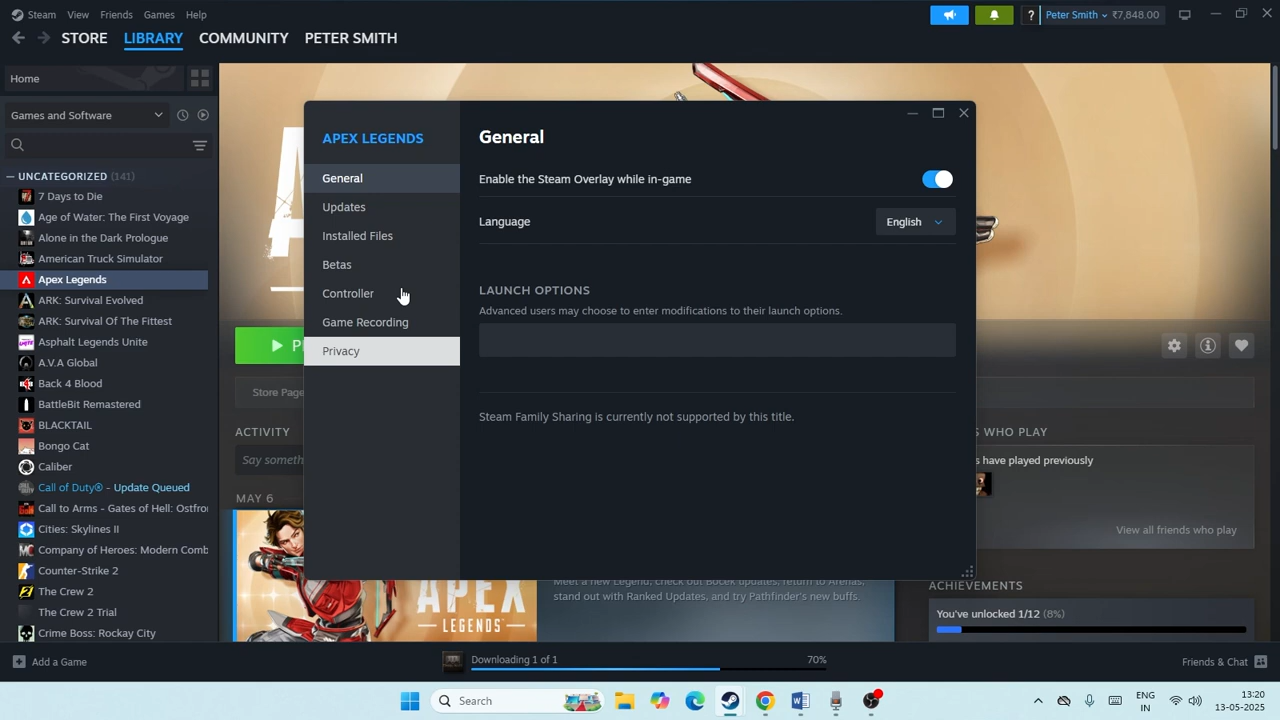 Steam View Friends Games Help
? Peter Smith ₹7,848.00
STORE LIBRARY COMMUNITY PETER SMITH
Home
Games and Software
UNCATEGORIZED (141)
7 Days to Die
Age of Water: The First Voyage
Alone in the Dark Prologue
American Truck Simulator
Apex Legends
ARK: Survival Evolved
ARK: Survival Of The Fittest
Asphalt Legends Unite
A.V.A Global
Back 4 Blood
BattleBit Remastered
BLACKTAIL
Bongo Cat
Caliber
Call of Duty® - Update Queued
Call to Arms - Gates of Hell: Ostfro
Cities: Skylines II
Company of Heroes: Modern Comb
Counter-Strike 2
The Crew 2
The Crew 2 Trial
Crime Boss: Rockay City
Add a Game
APEX LEGENDS
General
Updates
Installed Files
Betas
Controller
Game Recording
Privacy
General
Enable the Steam Overlay while in-game
Language English
LAUNCH OPTIONS
Advanced users may choose to enter modifications to their launch options.
Steam Family Sharing is currently not supported by this title.
Store Page
ACTIVITY
Say someth
MAY 6
APEX
LEGENDS
Meet a new Legend, check out Bocek updates, return to Arenas,
stand out with Ranked Updates, and try Pathfinder's new buffs.
S WHO PLAY
s have played previously
View all friends who play
ACHIEVEMENTS
You've unlocked 1/12 (8%)
Downloading 1 of 1 70%
Friends & Chat
Search
ENG
IN
13:20
13-05-2025